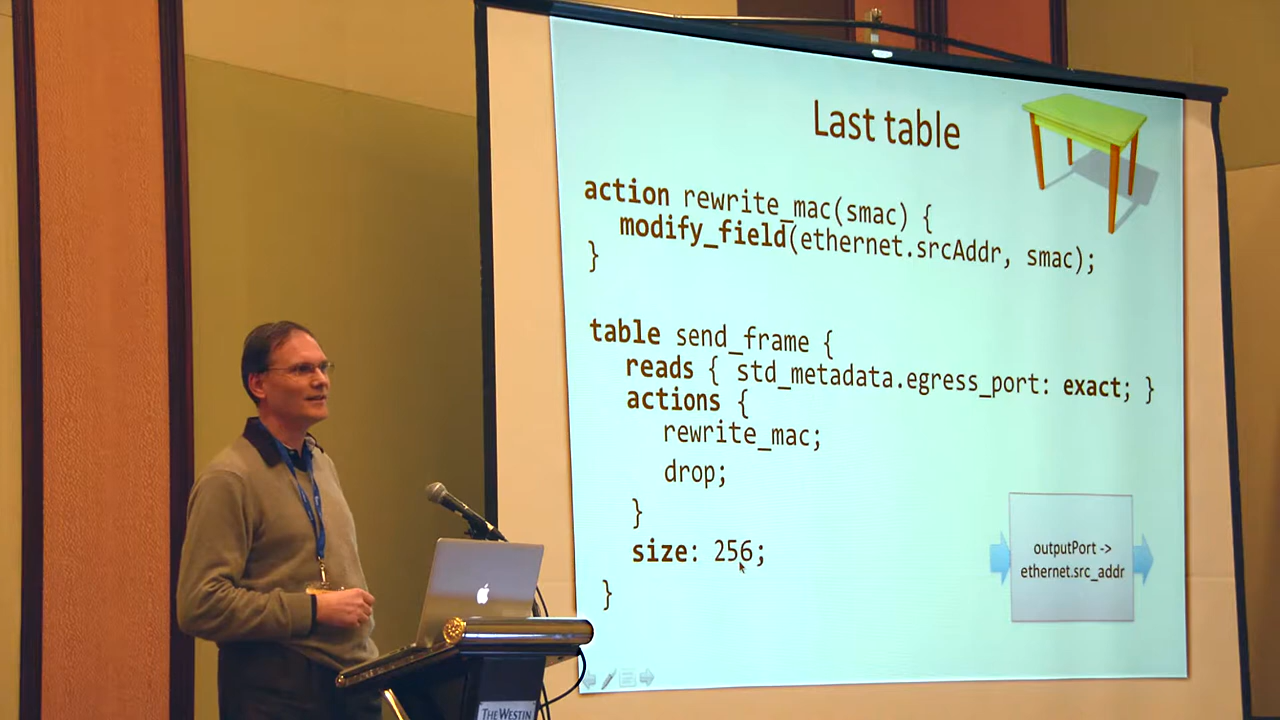 Last table
action rewrite_mac(smac) {
modify_field(ethernet.srcAddr, smac);
}
table send_frame {
reads { std_metadata.egress_port: exact; }
actions {
rewrite_mac;
drop;
}
size: 256;
}
outputPort ->
ethernet.src_addr
THE WESTIN